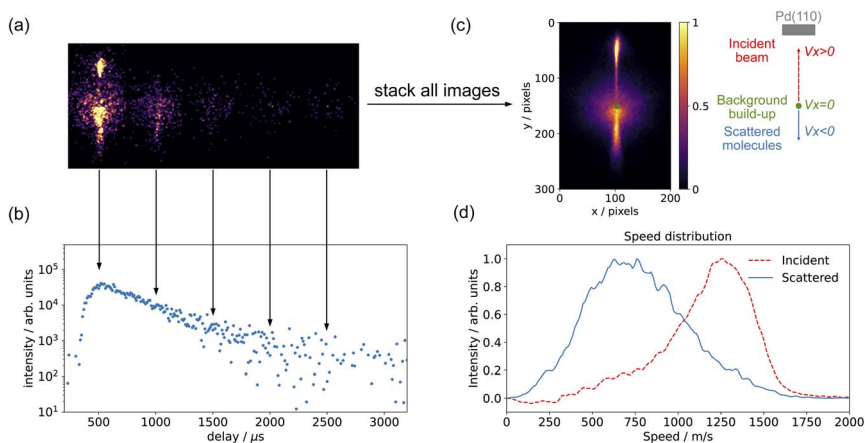 (a)
stack all images
(c)
0
100
200
300
y / pixels
0
100
200
x / pixels
1
0.5
0
Pd(110)
Incident
beam
Vx>0
Background
build-up
Vx=0
Scattered
molecules
Vx<0
(b)
10⁵
10⁴
10³
10²
10¹
intensity / arb. units
500
1000
1500
2000
2500
3000
delay / μs
(d)
Speed distribution
1.0
0.8
0.6
0.4
0.2
0.0
Intensity / arb. units
Incident
Scattered
0
250
500
750
1000
1250
1500
1750
2000
Speed / m/s